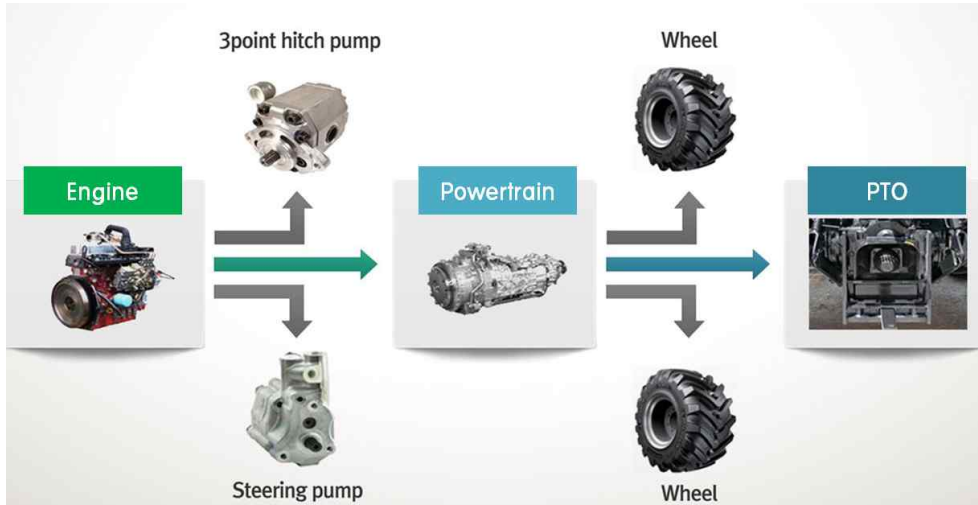 3point hitch pump
Wheel
Engine
Powertrain
PTO
Steering pump
Wheel